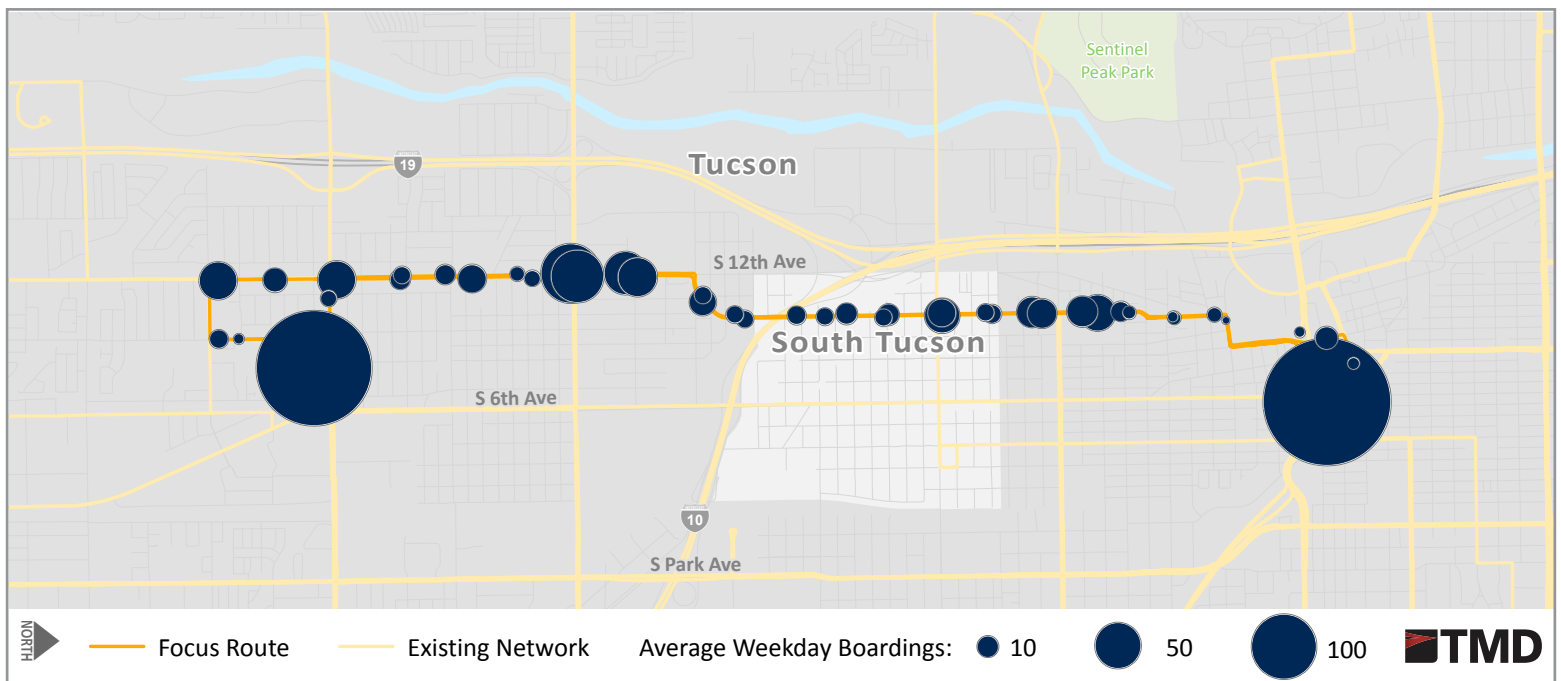 Sentinel
Peak Park
19
Tucson
S 12th Ave
South Tucson
S 6th Ave
10
S Park Ave
NORTH
Focus Route
Existing Network
Average Weekday Boardings:
10
50
100
TMD